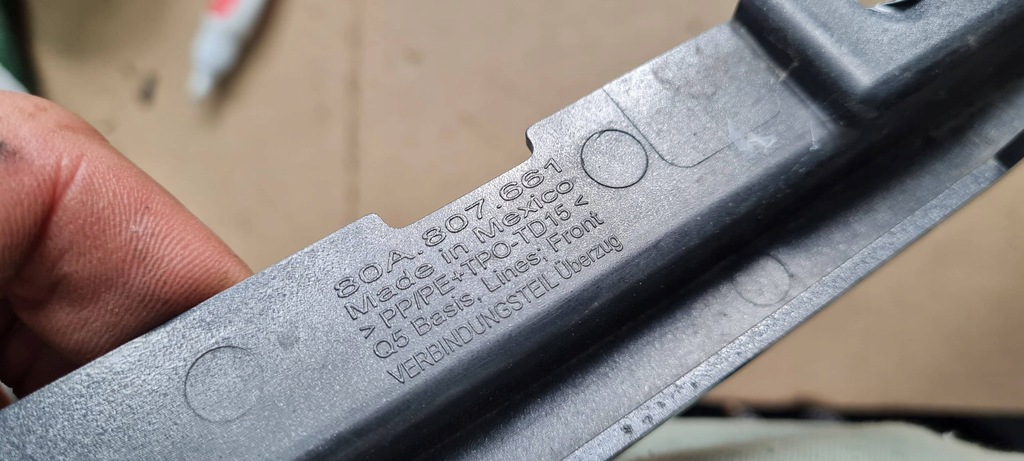 80A.807.661
Made in Mexico
>PP/PE+TPO-TD15<
Q5 Basis, Lines; Front
VERBINDUNGSTEIL Überzug